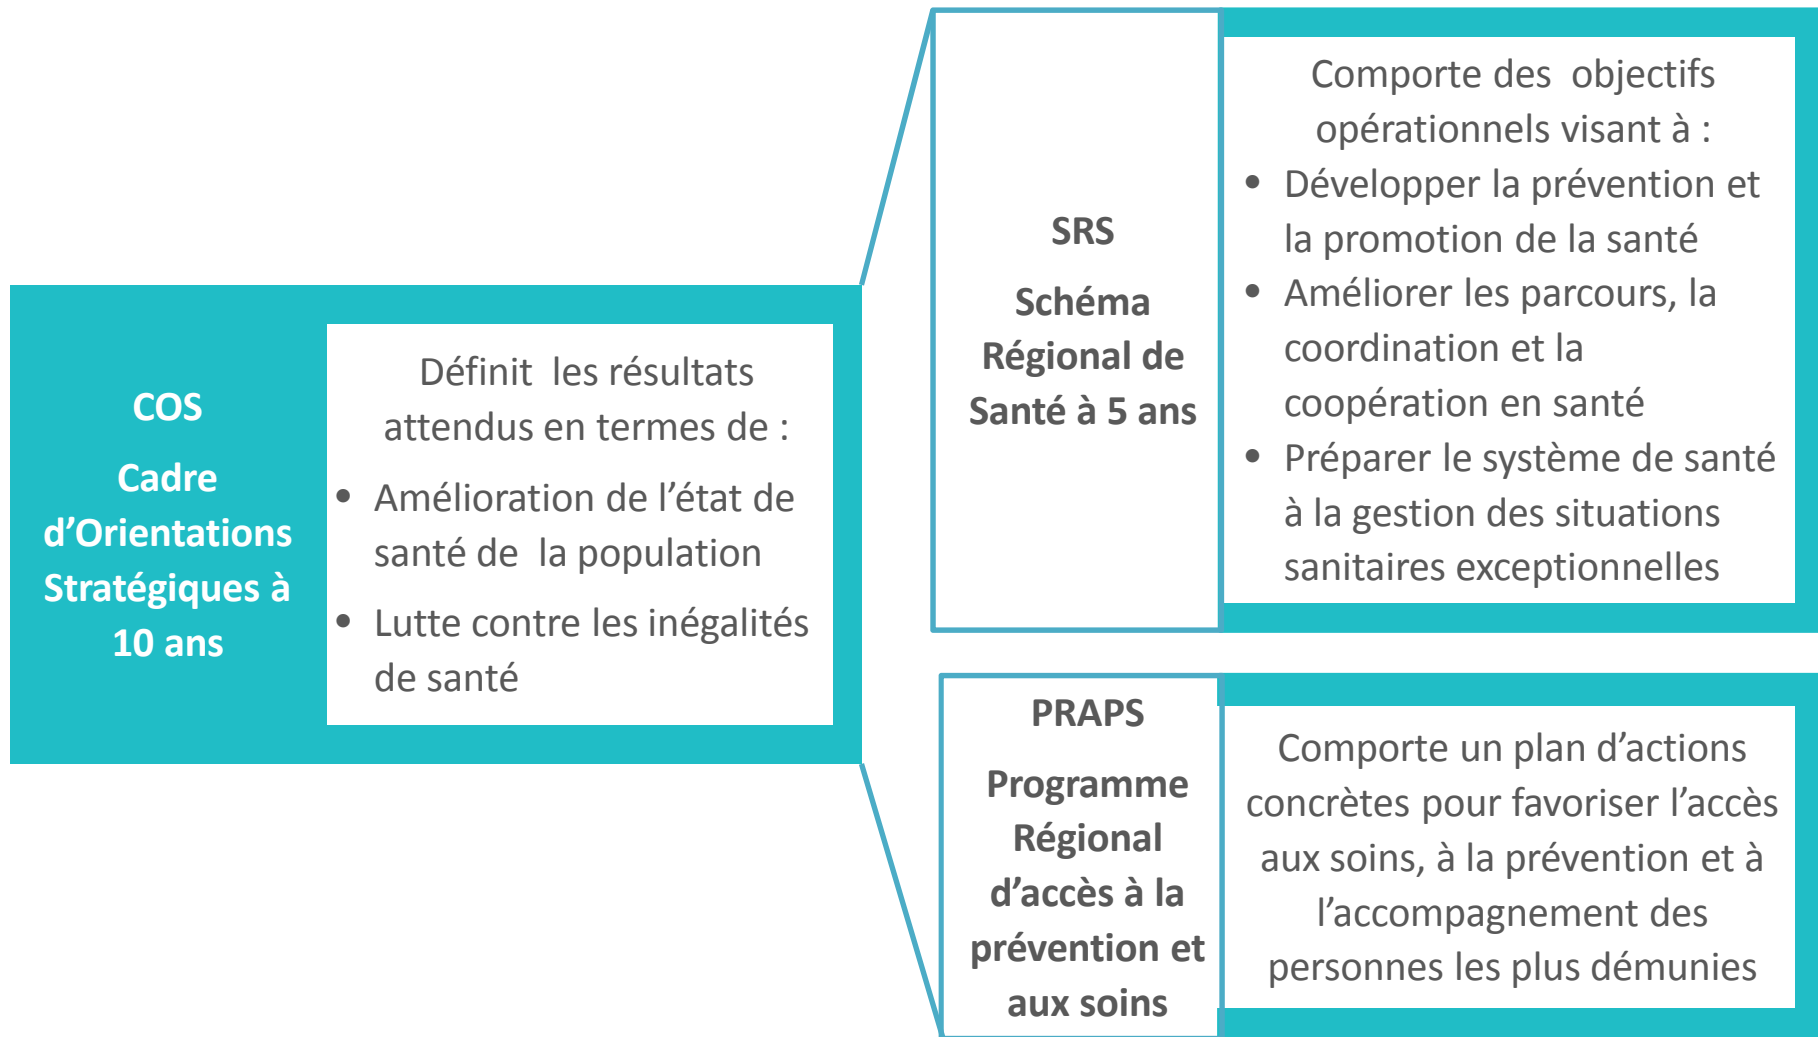 COS
Cadre
d’Orientations
Stratégiques à
10 ans
Définit les résultats
attendus en termes de :
• Amélioration de l’état de
santé de la population
• Lutte contre les inégalités
de santé
SRS
Schéma
Régional de
Santé à 5 ans
Comporte des objectifs
opérationnels visant à :
• Développer la prévention et
la promotion de la santé
• Améliorer les parcours, la
coordination et la
coopération en santé
• Préparer le système de santé
à la gestion des situations
sanitaires exceptionnelles
PRAPS
Programme
Régional
d’accès à la
prévention et
aux soins
Comporte un plan d’actions
concrètes pour favoriser l’accès
aux soins, à la prévention et à
l’accompagnement des
personnes les plus démunies